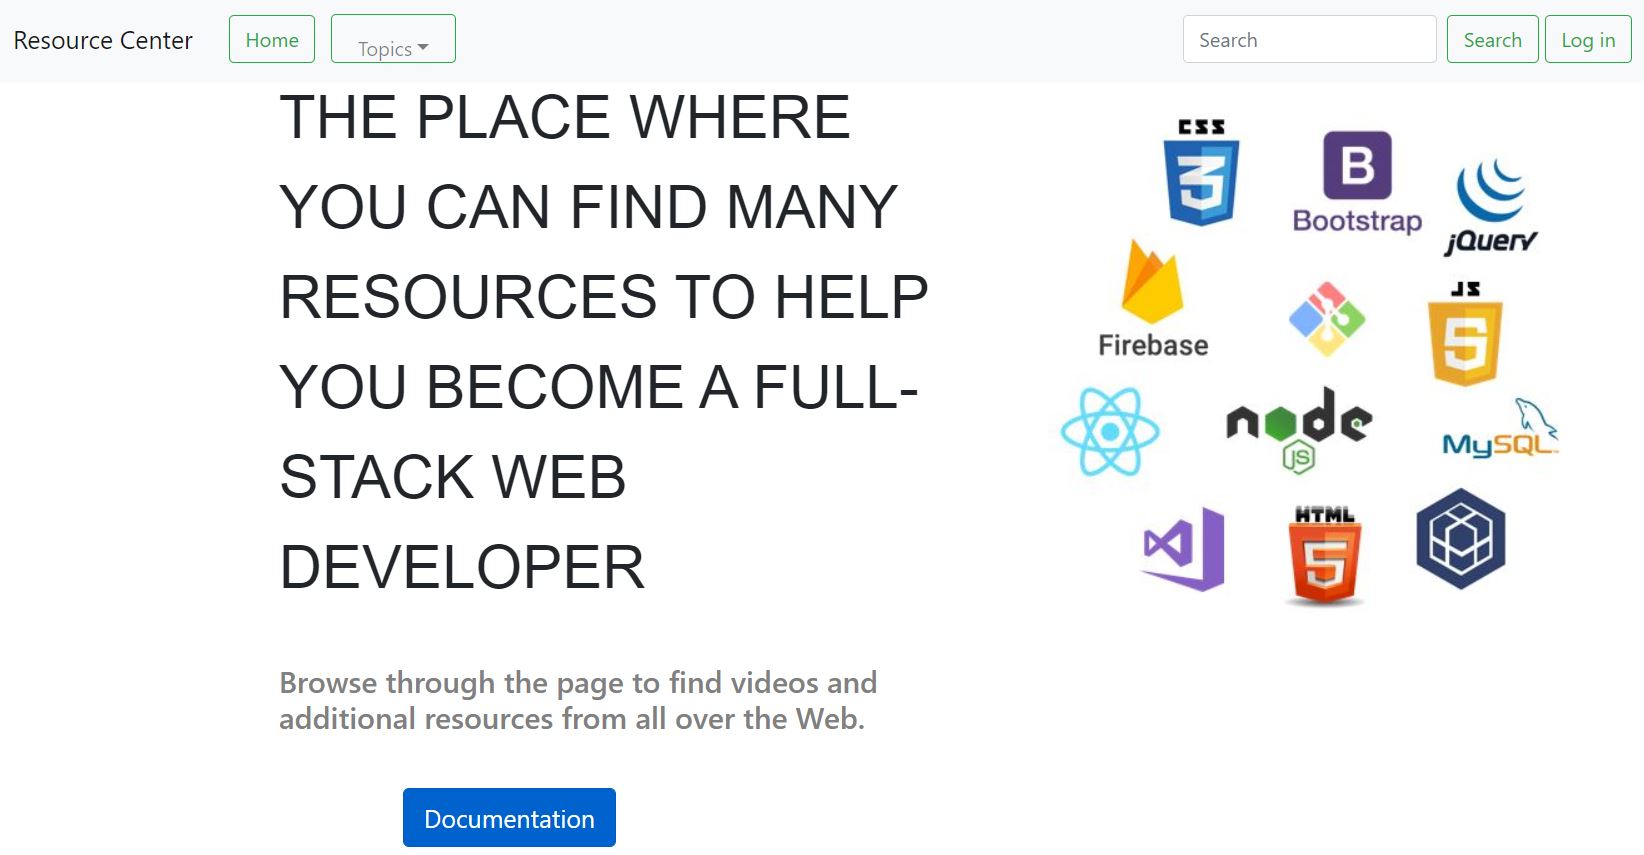 Resource Center
Home
Topics
Search
Search
Log in
THE PLACE WHERE
YOU CAN FIND MANY
RESOURCES TO HELP
YOU BECOME A FULL-
STACK WEB
DEVELOPER
Browse through the page to find videos and
additional resources from all over the Web.
Documentation
CSS
3
B
Bootstrap
jQuery
Firebase
JS
5
node
JS
MySQL
HTML
5